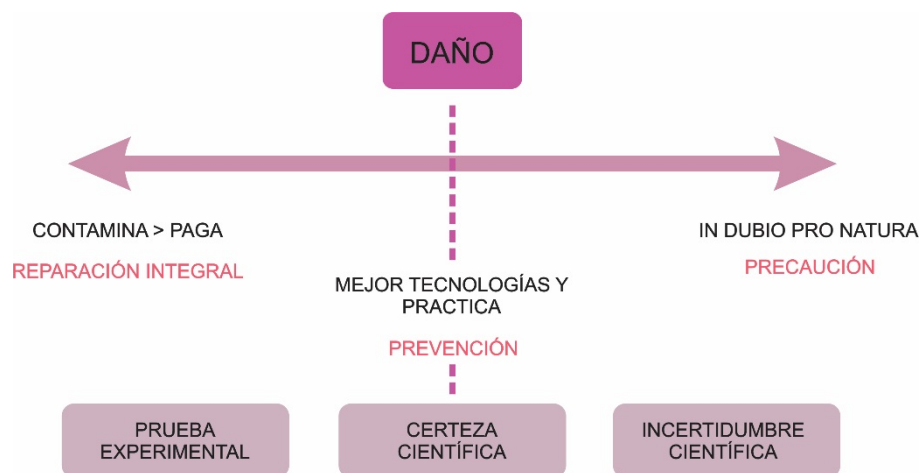 DAÑO
CONTAMINA > PAGA
REPARACIÓN INTEGRAL
IN DUBIO PRO NATURA
PRECAUCIÓN
MEJOR TECNOLOGÍAS Y
PRACTICA
PREVENCIÓN
PRUEBA
EXPERIMENTAL
CERTEZA
CIENTÍFICA
INCERTIDUMBRE
CIENTÍFICA